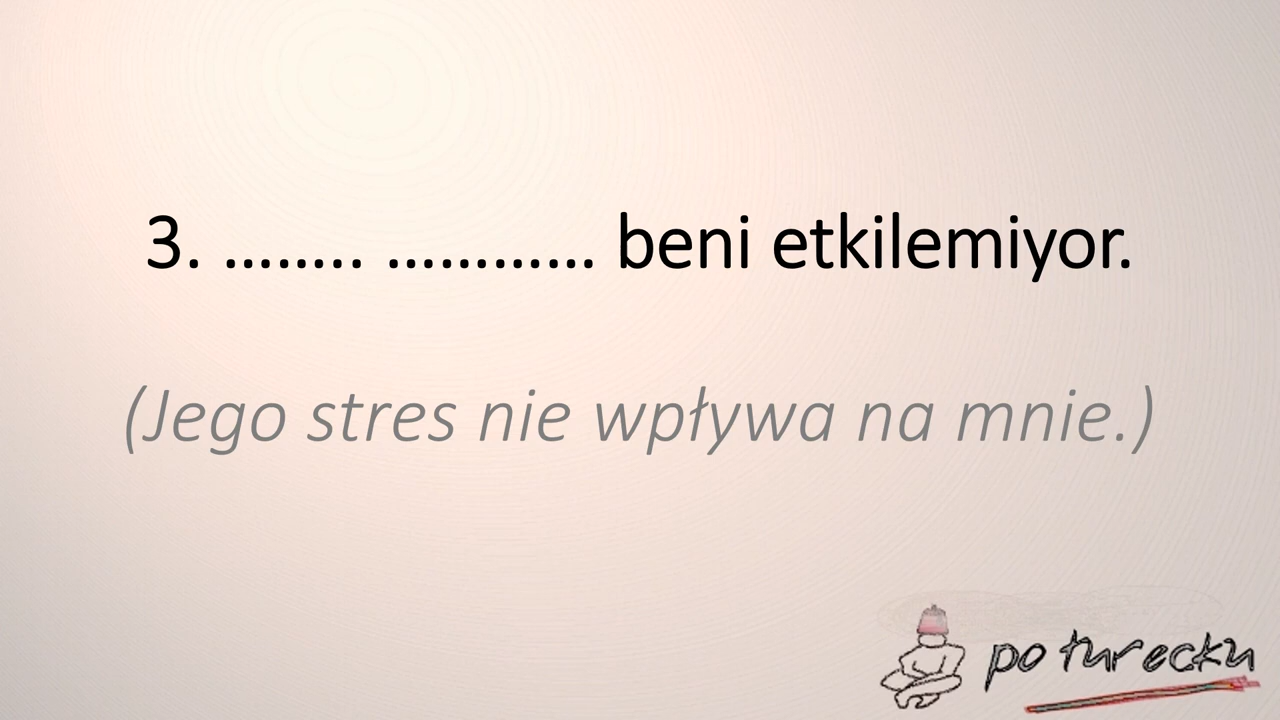 3. …….. ………… beni etkilemiyor.
(Jego stres nie wpływa na mnie.)
po turecku